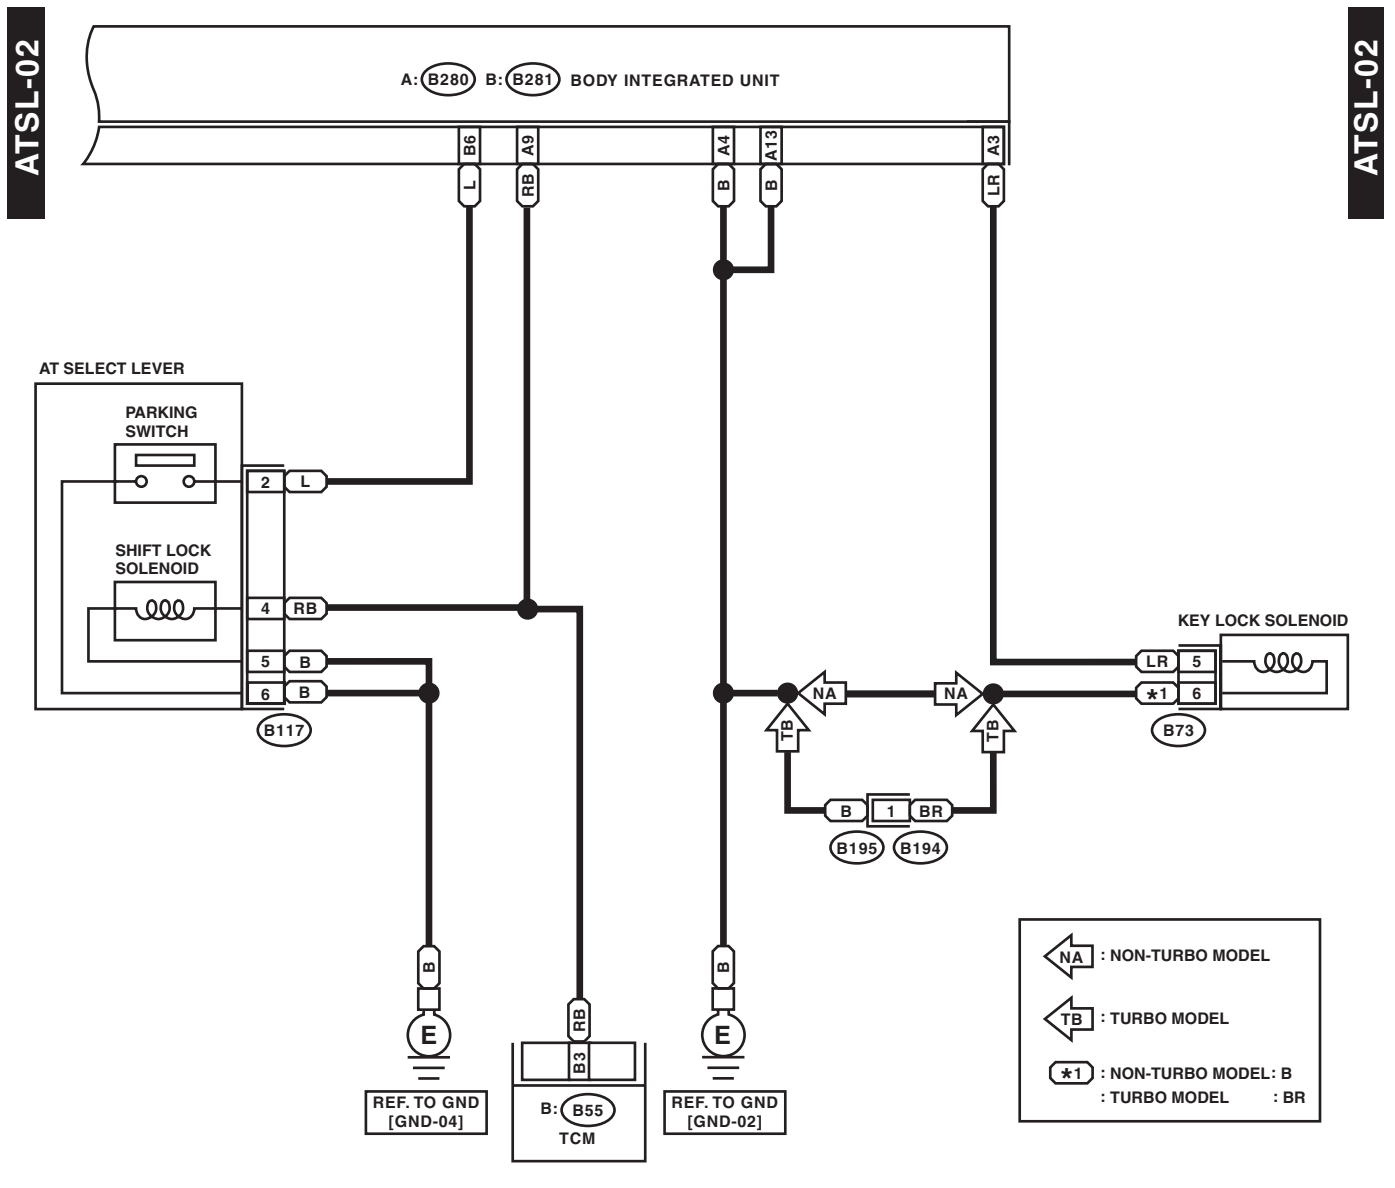 ATSL-02
ATSL-02
A: B280 B: B281 BODY INTEGRATED UNIT
B6 A9 A4 A13 A3
L RB B B LR
AT SELECT LEVER
PARKING
SWITCH
2 L
SHIFT LOCK
SOLENOID
4 RB
5 B
6 B
B117
KEY LOCK SOLENOID
LR 5
NA NA *1 6
TB TB
B73
B 1 BR
B195 B194
B B
RB
E E
B3
REF. TO GND
[GND-04]
B: B55
TCM
REF. TO GND
[GND-02]
NA : NON-TURBO MODEL
TB : TURBO MODEL
*1 : NON-TURBO MODEL : B
: TURBO MODEL : BR